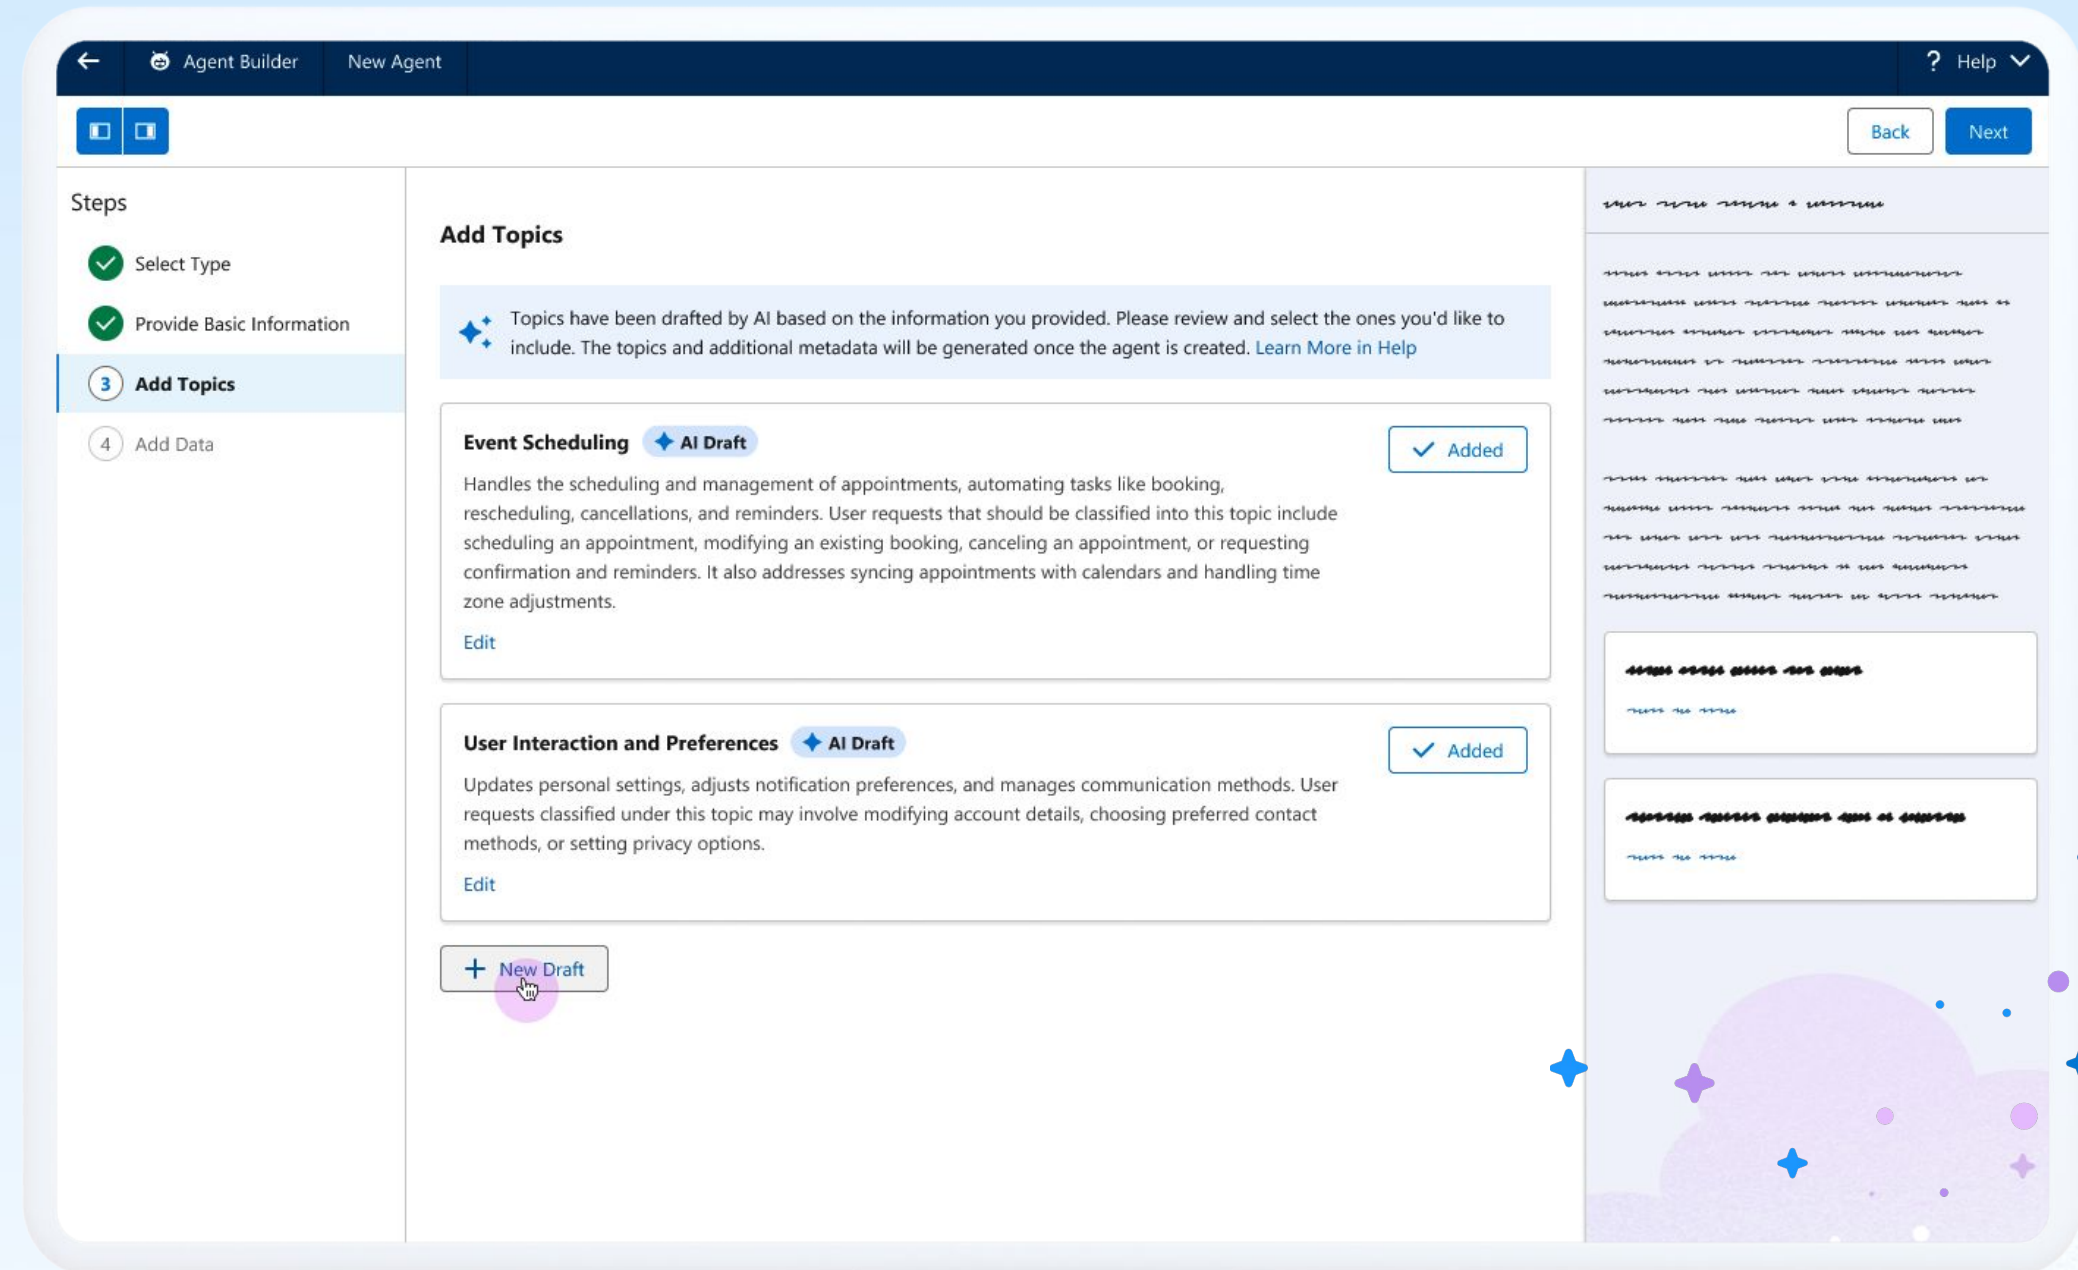 Agent Builder
New Agent
? Help
Back
Next
Steps
Select Type
Provide Basic Information
3 Add Topics
4 Add Data
Add Topics
Topics have been drafted by AI based on the information you provided. Please review and select the ones you'd like to
include. The topics and additional metadata will be generated once the agent is created. Learn More in Help
Event Scheduling
AI Draft
Added
Handles the scheduling and management of appointments, automating tasks like booking,
rescheduling, cancellations, and reminders. User requests that should be classified into this topic include
scheduling an appointment, modifying an existing booking, canceling an appointment, or requesting
confirmation and reminders. It also addresses syncing appointments with calendars and handling time
zone adjustments.
Edit
User Interaction and Preferences
AI Draft
Added
Updates personal settings, adjusts notification preferences, and manages communication methods. User
requests classified under this topic may involve modifying account details, choosing preferred contact
methods, or setting privacy options.
Edit
+ New Draft